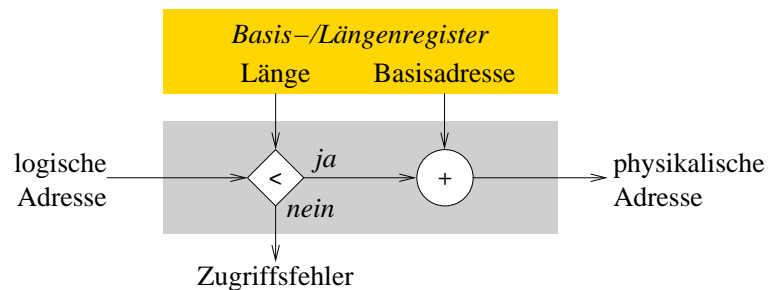 Basis-/Längenregister
Länge Basisadresse
logische
Adresse
<
ja
nein
+
physikalische
Adresse
Zugriffsfehler